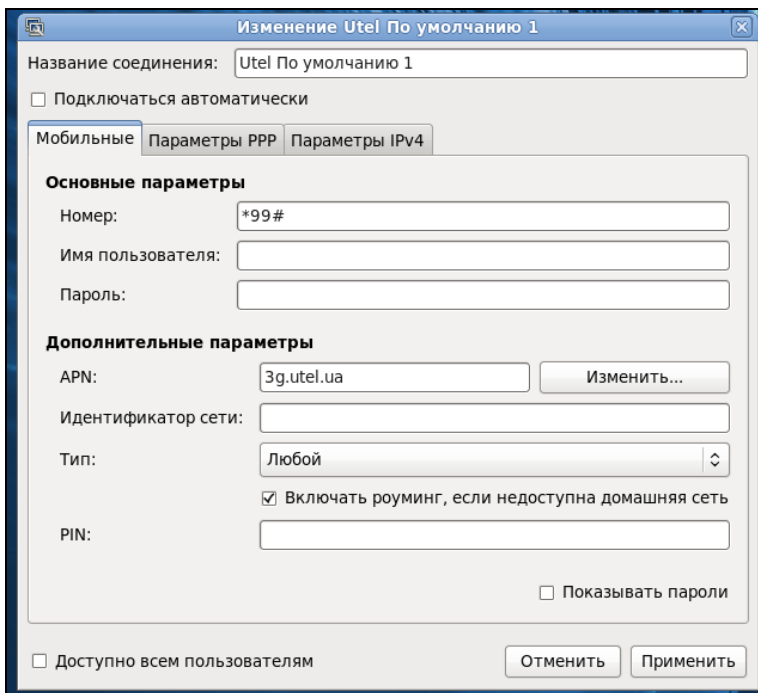 Изменение Utel По умолчанию 1
Название соединения: Utel По умолчанию 1
Подключаться автоматически
Мобильные Параметры PPP Параметры IPv4
Основные параметры
Номер: *99#
Имя пользователя:
Пароль:
Дополнительные параметры
APN: 3g.utel.ua Изменить...
Идентификатор сети:
Тип: Любой
Включать роуминг, если недоступна домашняя сеть
PIN:
Показывать пароли
Доступно всем пользователям Отменить Применить